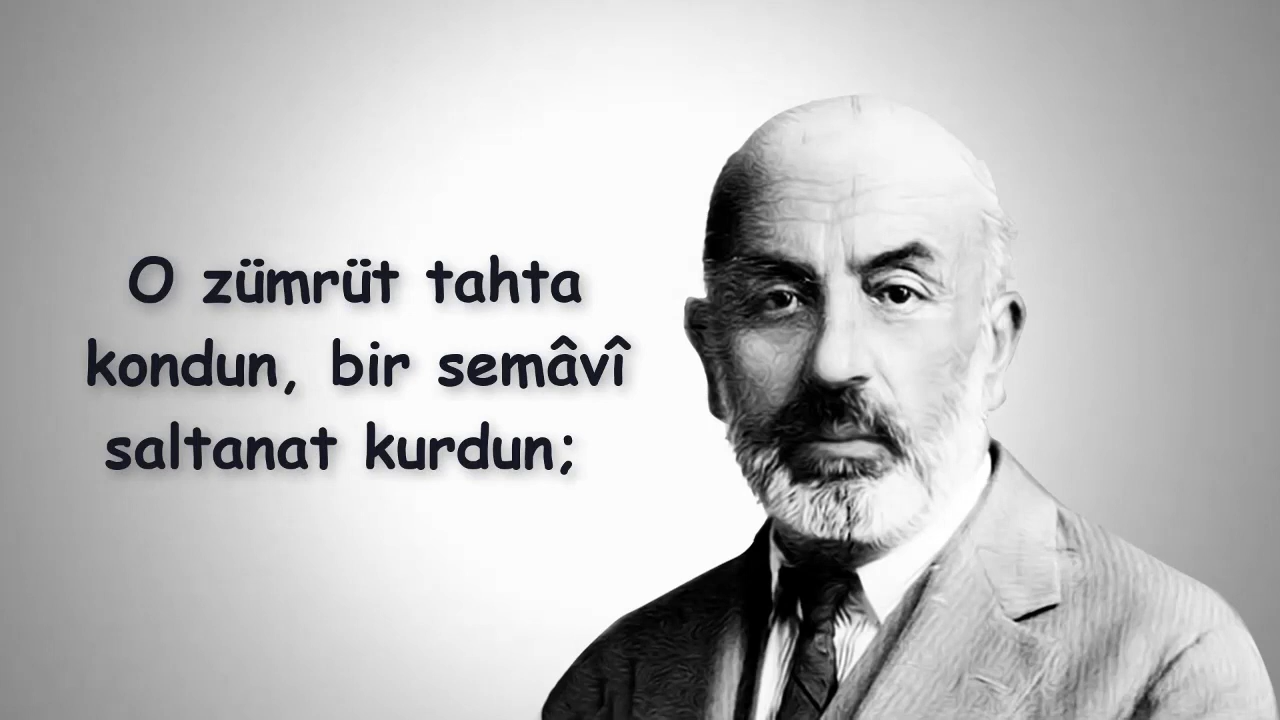 O zümrüt tahta
kondun, bir semâvî
saltanat kurdun;